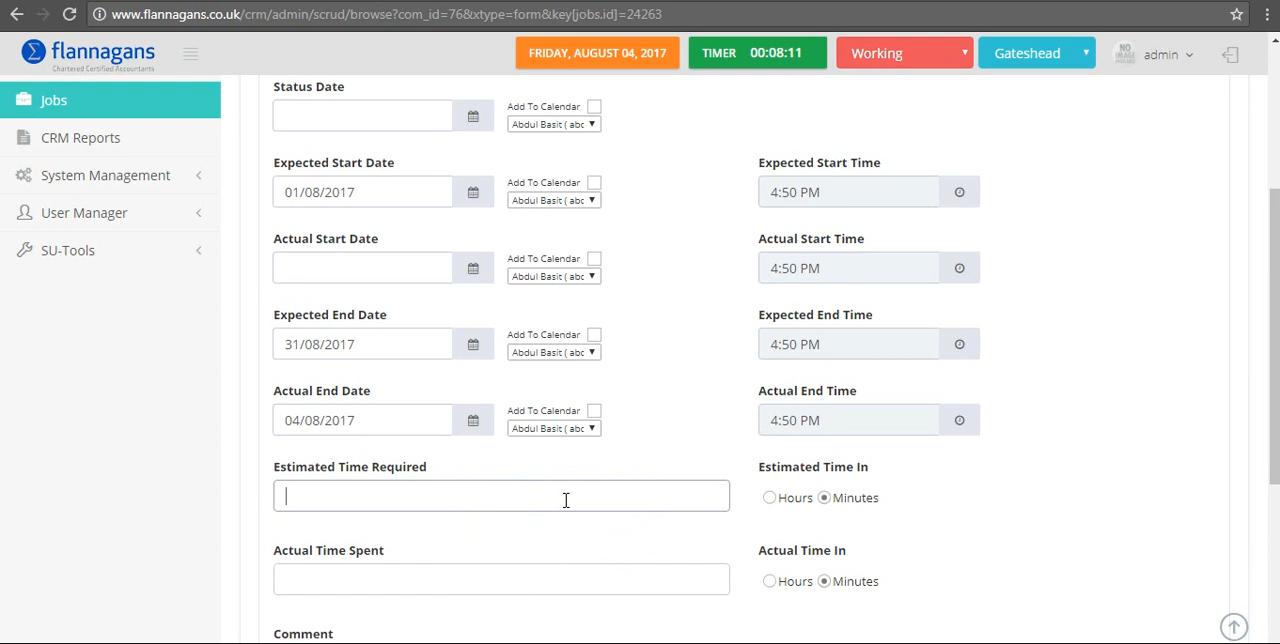 www.flannagans.co.uk/crm/admin/scrud/browse?com_id=76&xtype=form&key[jobs.id]=24263
flannagans
Chartered Certified Accountants
FRIDAY, AUGUST 04, 2017
TIMER 00:08:11
Working
Gateshead
NO IMAGE
admin
Jobs
CRM Reports
System Management
User Manager
SU-Tools
Status Date
Add To Calendar
Abdul Basit ( abc
Expected Start Date
01/08/2017
Add To Calendar
Abdul Basit ( abc
Expected Start Time
4:50 PM
Actual Start Date
Add To Calendar
Abdul Basit ( abc
Actual Start Time
4:50 PM
Expected End Date
31/08/2017
Add To Calendar
Abdul Basit ( abc
Expected End Time
4:50 PM
Actual End Date
04/08/2017
Add To Calendar
Abdul Basit ( abc
Actual End Time
4:50 PM
Estimated Time Required
Estimated Time In
Hours Minutes
Actual Time Spent
Actual Time In
Hours Minutes
Comment